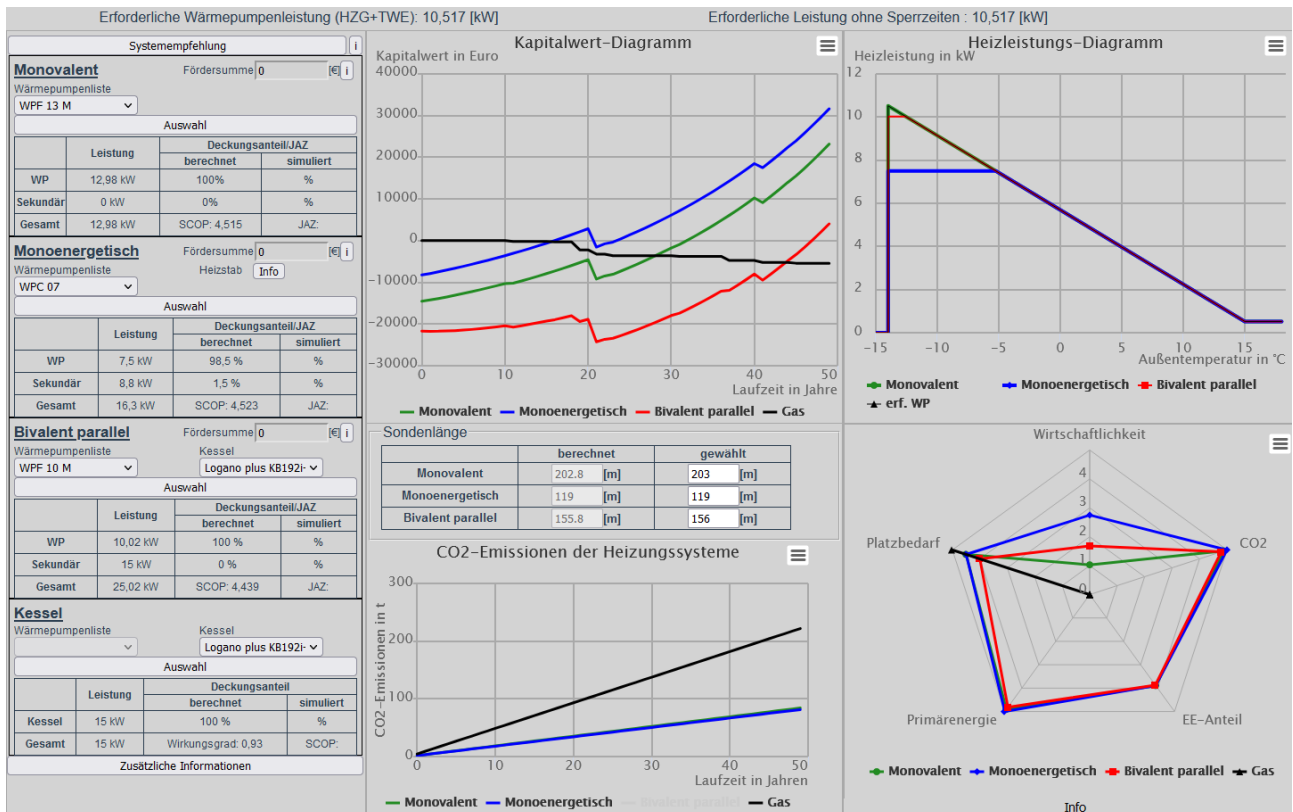 Erforderliche Wärmepumpenleistung (HZG+TWE): 10,517 [kW]
Erforderliche Leistung ohne Sperrzeiten : 10,517 [kW]
Systemempfehlung i
Monovalent Fördersumme 0 [€] i
Wärmepumpenliste
WPF 13 M
Auswahl
Leistung Deckungsanteil/JAZ
berechnet simuliert
WP 12,98 kW 100% %
Sekundär 0 kW 0% %
Gesamt 12,98 kW SCOP: 4,515 JAZ:
Monoenergetisch Fördersumme 0 [€] i
Wärmepumpenliste Heizstab Info
WPC 07
Auswahl
Leistung Deckungsanteil/JAZ
berechnet simuliert
WP 7,5 kW 98,5 % %
Sekundär 8,8 kW 1,5 % %
Gesamt 16,3 kW SCOP: 4,523 JAZ:
Bivalent parallel Fördersumme 0 [€] i
Wärmepumpenliste Kessel
WPF 10 M Logano plus KB192i-
Auswahl
Leistung Deckungsanteil/JAZ
berechnet simuliert
WP 10,02 kW 100 % %
Sekundär 15 kW 0 % %
Gesamt 25,02 kW SCOP: 4,439 JAZ:
Kessel
Wärmepumpenliste Kessel
Logano plus KB192i-
Auswahl
Leistung Deckungsanteil
berechnet simuliert
Kessel 15 kW 100 % %
Gesamt 15 kW Wirkungsgrad: 0,93 SCOP:
Zusätzliche Informationen
Kapitalwert-Diagramm
Kapitalwert in Euro
40000
30000
20000
10000
0
-10000
-20000
-30000
0 10 20 30 40 50
Laufzeit in Jahre
Monovalent Monoenergetisch Bivalent parallel Gas
Sondenlänge
berechnet gewählt
Monovalent 202.8 [m] 203 [m]
Monoenergetisch 119 [m] 119 [m]
Bivalent parallel 155.8 [m] 156 [m]
CO2-Emissionen der Heizungssysteme
CO2-Emissionen in t
300
200
100
0
0 10 20 30 40 50
Laufzeit in Jahren
Monovalent Monoenergetisch Bivalent parallel Gas
Heizleistungs-Diagramm
Heizleistung in kW
12
10
8
6
4
2
0
-15 -10 -5 0 5 10 15
Außentemperatur in °C
Monovalent Monoenergetisch Bivalent parallel
erf. WP
Wirtschaftlichkeit
4
3
2
1
0
Platzbedarf CO2
Primärenergie EE-Anteil
Monovalent Monoenergetisch Bivalent parallel Gas
Info